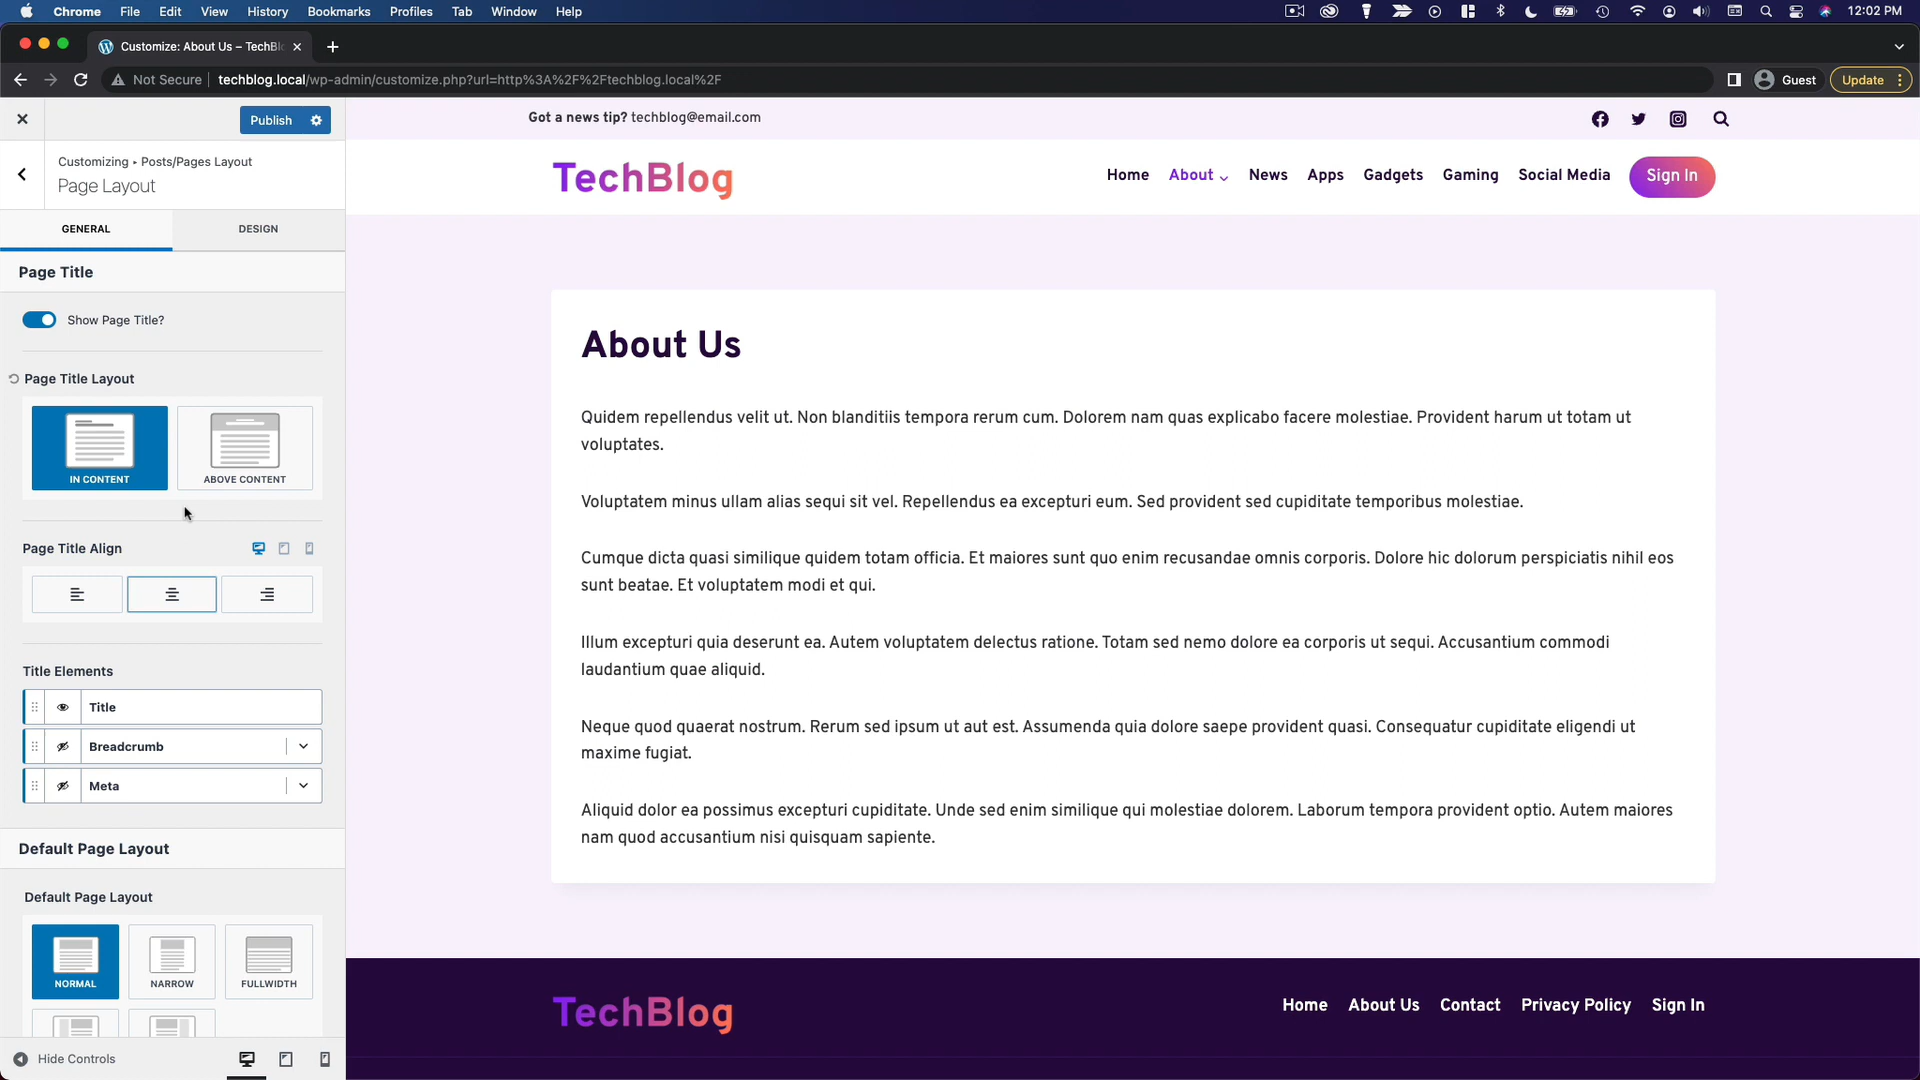 Chrome File Edit View History Bookmarks Profiles Tab Window Help 12:02 PM
Customize: About Us – TechBl
Not Secure techblog.local/wp-admin/customize.php?url=http%3A%2F%2Ftechblog.local%2F Guest Update
Publish
Customizing ▸ Posts/Pages Layout
Page Layout
GENERAL DESIGN
Page Title
Show Page Title?
Page Title Layout
IN CONTENT ABOVE CONTENT
Page Title Align
Title Elements
Title
Breadcrumb
Meta
Default Page Layout
Default Page Layout
NORMAL NARROW FULLWIDTH
Hide Controls
Got a news tip? techblog@email.com
TechBlog Home About News Apps Gadgets Gaming Social Media Sign In
About Us
Quidem repellendus velit ut. Non blanditiis tempora rerum cum. Dolorem nam quas explicabo facere molestiae. Provident harum ut totam ut
voluptates.
Voluptatem minus ullam alias sequi sit vel. Repellendus ea excepturi eum. Sed provident sed cupiditate temporibus molestiae.
Cumque dicta quasi similique quidem totam officia. Et maiores sunt quo enim recusandae omnis corporis. Dolore hic dolorum perspiciatis nihil eos
sunt beatae. Et voluptatem modi et qui.
Illum excepturi quia deserunt ea. Autem voluptatem delectus ratione. Totam sed nemo dolore ea corporis ut sequi. Accusantium commodi
laudantium quae aliquid.
Neque quod quaerat nostrum. Rerum sed ipsum ut aut est. Assumenda quia dolore saepe provident quasi. Consequatur cupiditate eligendi ut
maxime fugiat.
Aliquid dolor ea possimus excepturi cupiditate. Unde sed enim similique qui molestiae dolorem. Laborum tempora provident optio. Autem maiores
nam quod accusantium nisi quisquam sapiente.
TechBlog Home About Us Contact Privacy Policy Sign In